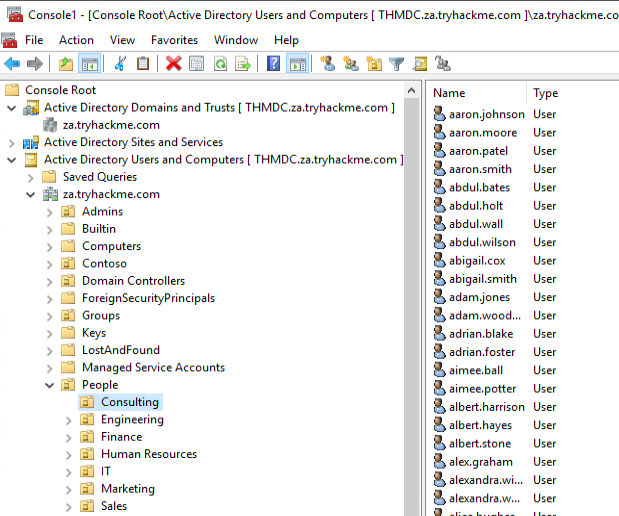 Console1 - [Console Root\Active Directory Users and Computers [ THMDC.za.tryhackme.com ]\za.tryhackme.co
File Action View Favorites Window Help
Console Root
Active Directory Domains and Trusts [ THMDC.za.tryhackme.com ]
za.tryhackme.com
Active Directory Sites and Services
Active Directory Users and Computers [ THMDC.za.tryhackme.com ]
Saved Queries
za.tryhackme.com
Admins
Builtin
Computers
Contoso
Domain Controllers
ForeignSecurityPrincipals
Groups
Keys
LostAndFound
Managed Service Accounts
People
Consulting
Engineering
Finance
Human Resources
IT
Marketing
Sales
Name Type
aaron.johnson User
aaron.moore User
aaron.patel User
aaron.smith User
abdul.bates User
abdul.holt User
abdul.wall User
abdul.wilson User
abigail.cox User
abigail.smith User
adam.jones User
adam.wood... User
adrian.blake User
adrian.foster User
aimee.ball User
aimee.potter User
albert.harrison User
albert.hayes User
albert.stone User
alex.graham User
alexandra.wi... User
alexandra.w... User
alice.hughes User